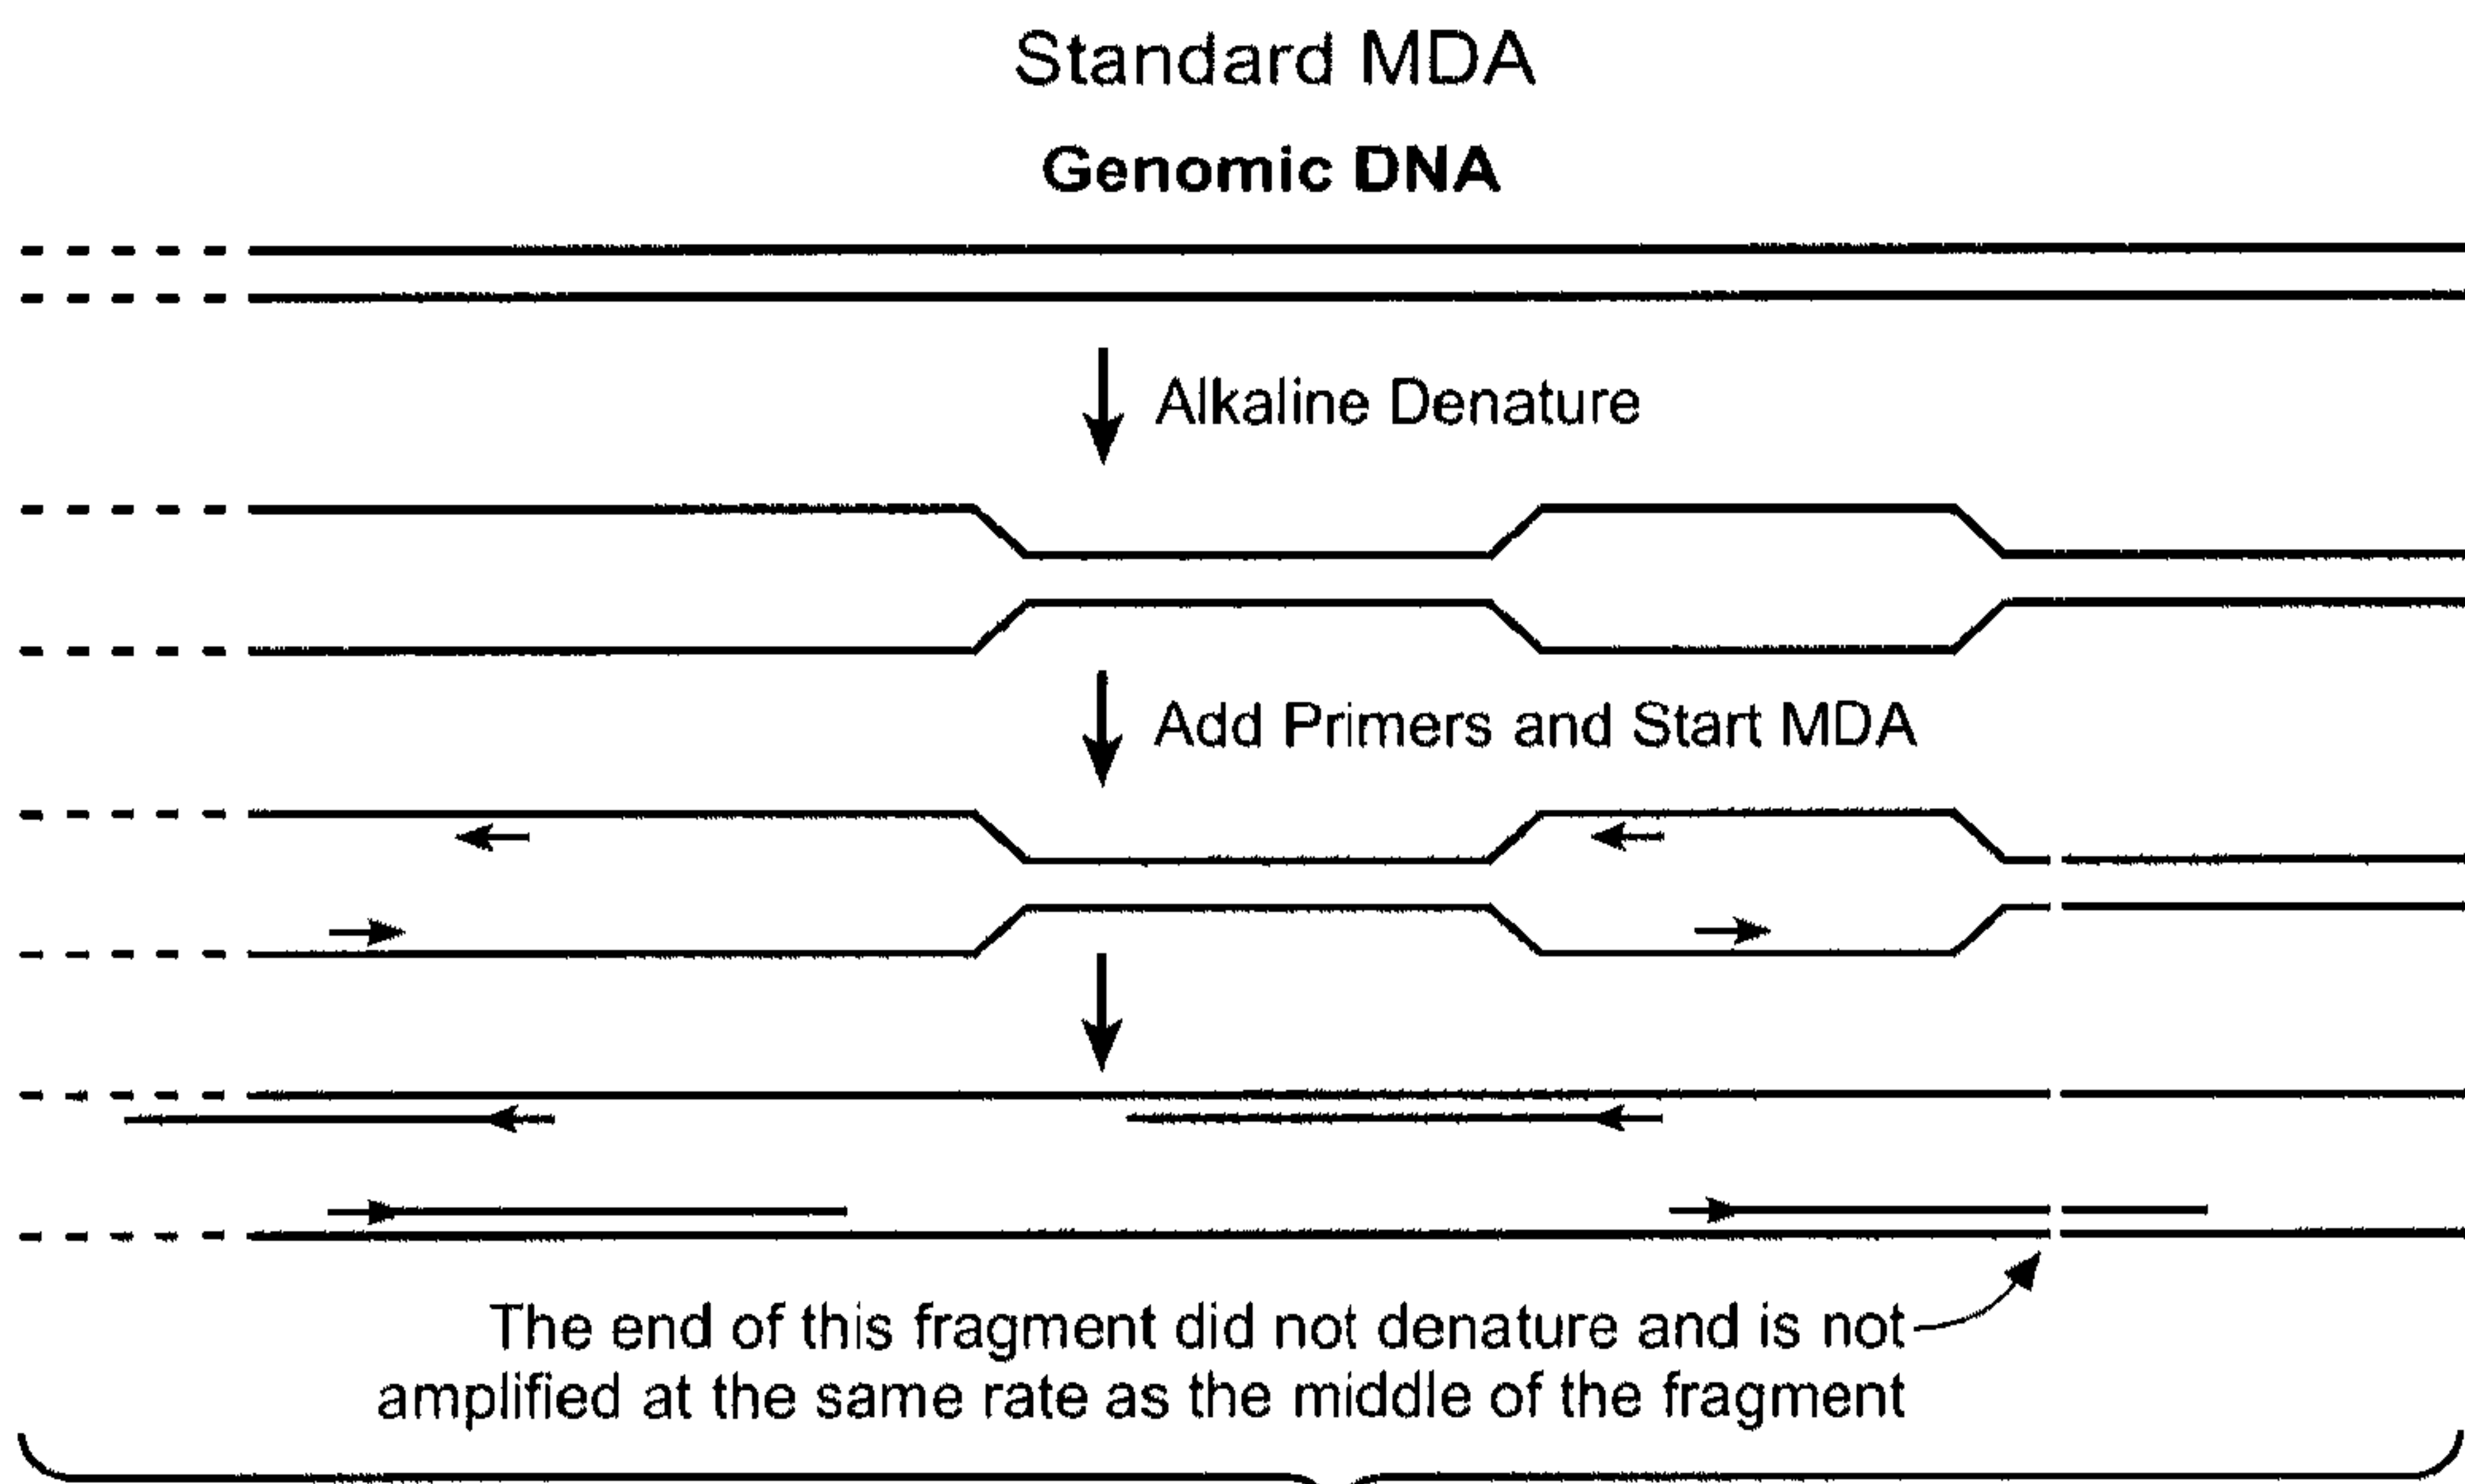 Standard MDA
Genomic DNA
Alkaline Denature
Add Primers and Start MDA
The end of this fragment did not denature and is not
amplified at the same rate as the middle of the fragment